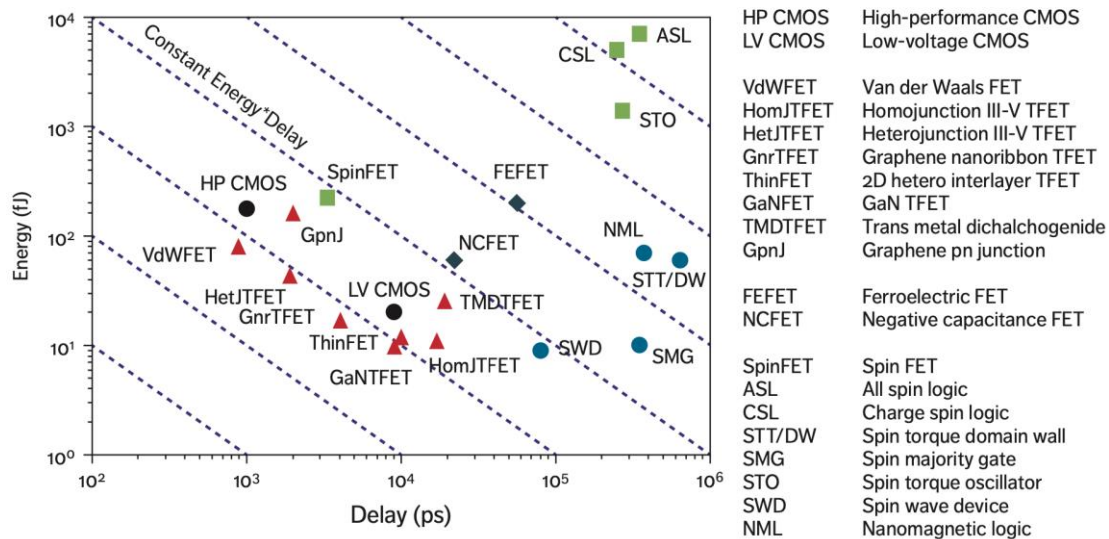 10⁴
10³
10²
10¹
10⁰
Energy (fJ)
10²
10³
10⁴
10⁵
10⁶
Delay (ps)
Constant Energy*Delay
ASL
CSL
STO
SpinFET
FEFET
HP CMOS
GpnJ
NCFET
NML
VdWFET
STT/DW
HetJTFET
LV CMOS
TMDTFET
GnrTFET
ThinFET
SWD
SMG
GaNTFET
HomJTFET
HP CMOS High-performance CMOS
LV CMOS Low-voltage CMOS
VdWFET Van der Waals FET
HomJTFET Homojunction III-V TFET
HetJTFET Heterojunction III-V TFET
GnrTFET Graphene nanoribbon TFET
ThinFET 2D hetero interlayer TFET
GaNFET GaN TFET
TMDTFET Trans metal dichalchogenide
GpnJ Graphene pn junction
FEFET Ferroelectric FET
NCFET Negative capacitance FET
SpinFET Spin FET
ASL All spin logic
CSL Charge spin logic
STT/DW Spin torque domain wall
SMG Spin majority gate
STO Spin torque oscillator
SWD Spin wave device
NML Nanomagnetic logic